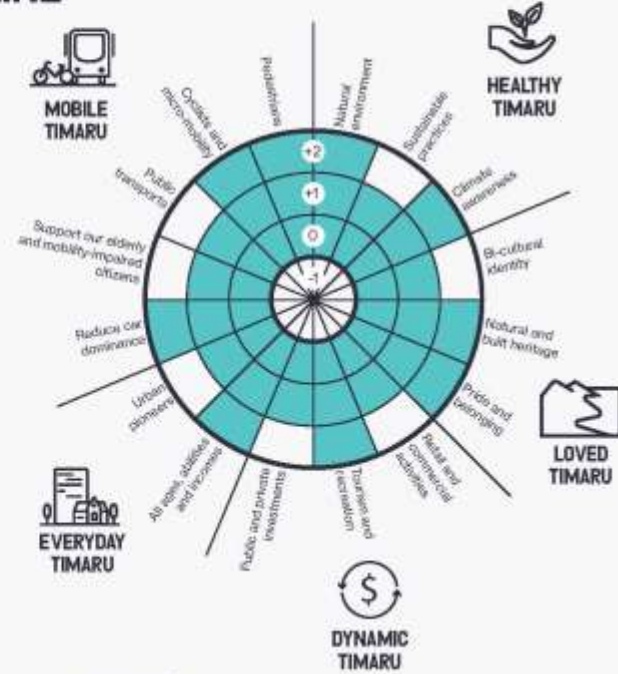 MOBILE
TIMARU
HEALTHY
TIMARU
Pedestrians
Natural
environment
Cyclists and
micro-mobility
Sustainable
practices
Public
transports
Climate
awareness
Support our elderly
and mobility-impaired
citizens
Bi-cultural
identity
Reduce car
dominance
Natural and
built heritage
Urban
pioneers
Pride and
belonging
All ages, abilities
and incomes
Retail and
commercial
activities
Public and private
investments
Tourism and
recreation
+2
+1
0
-1
LOVED
TIMARU
EVERYDAY
TIMARU
$
DYNAMIC
TIMARU